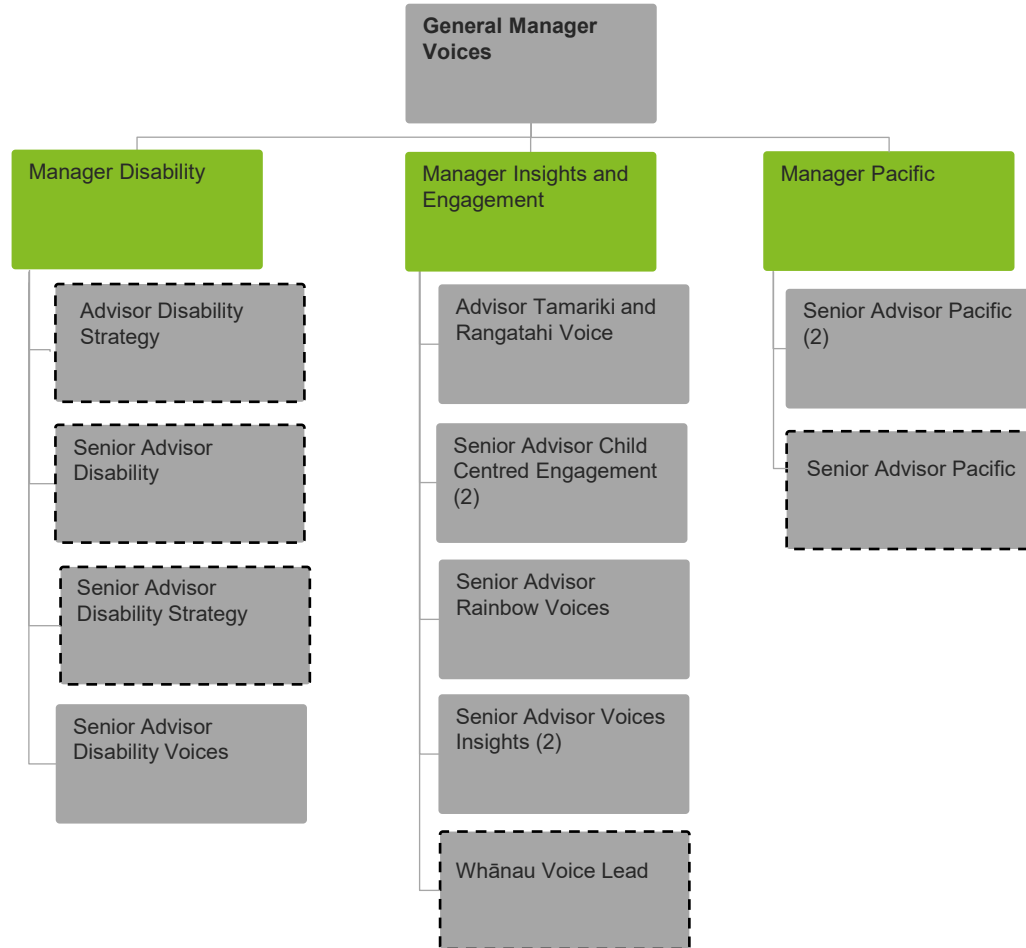 General Manager
Voices
Manager Disability
Advisor Disability
Strategy
Senior Advisor
Disability
Senior Advisor
Disability Strategy
Senior Advisor
Disability Voices
Manager Insights and
Engagement
Advisor Tamariki and
Rangatahi Voice
Senior Advisor Child
Centred Engagement
(2)
Senior Advisor
Rainbow Voices
Senior Advisor Voices
Insights (2)
Whānau Voice Lead
Manager Pacific
Senior Advisor Pacific
(2)
Senior Advisor Pacific